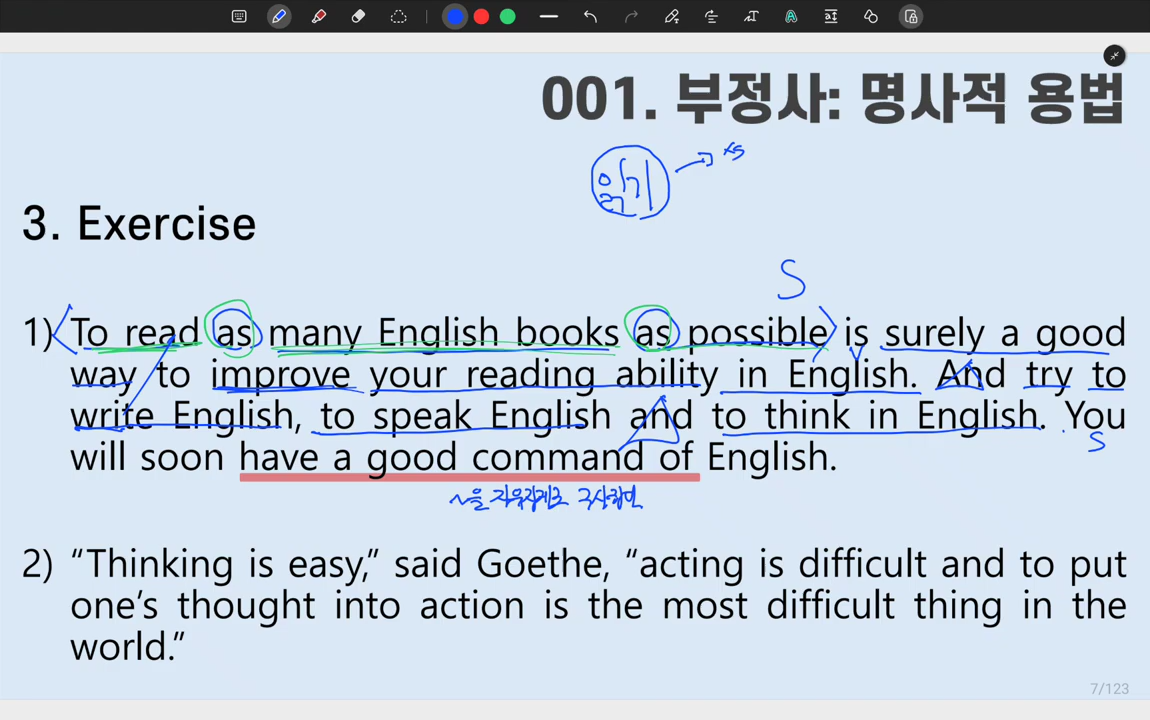 001. 부정사: 명사적 용법
읽기
3. Exercise
S
1) To read as many English books as possible is surely a good
V
way to improve your reading ability in English. And try to
write English, to speak English and to think in English. You
S
will soon have a good command of English.
~을 자유자재로 구사하다
2) “Thinking is easy,” said Goethe, “acting is difficult and to put
one’s thought into action is the most difficult thing in the
world.”
7/123